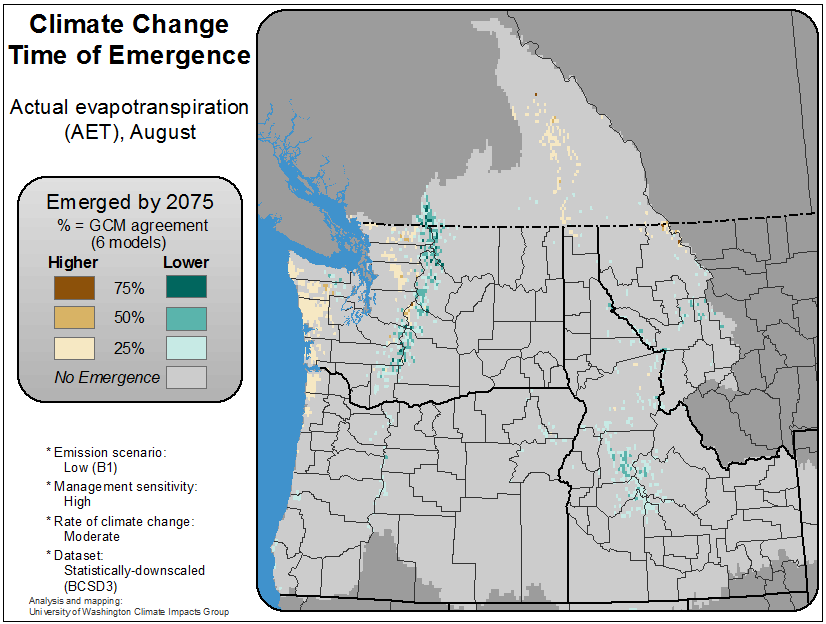 Climate Change
Time of Emergence
Actual evapotranspiration
(AET), August
Emerged by 2075
% = GCM agreement
(6 models)
Higher Lower
75%
50%
25%
No Emergence
* Emission scenario:
Low (B1)
* Management sensitivity:
High
* Rate of climate change:
Moderate
* Dataset:
Statistically-downscaled
(BCSD3)
Analysis and mapping:
University of Washington Climate Impacts Group